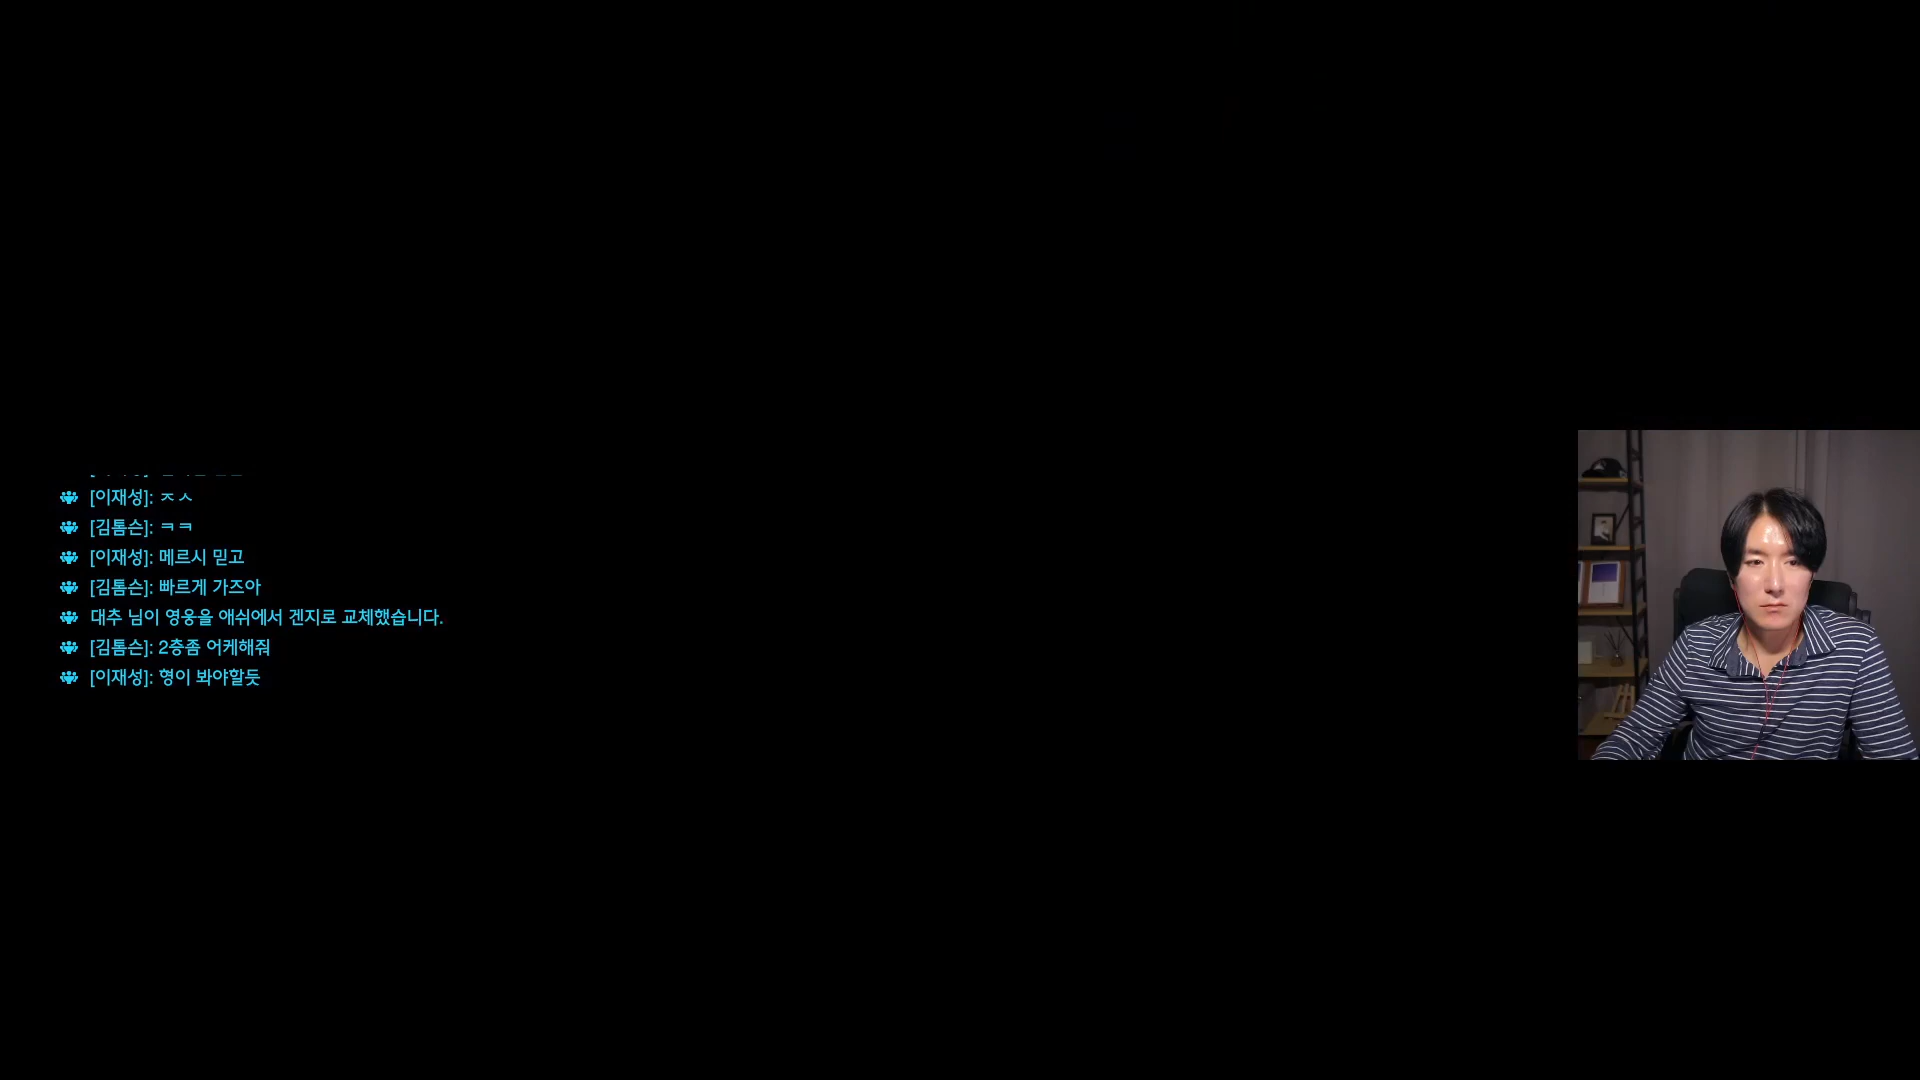 [이재성]: ㅈㅅ
[김톰슨]: ㅋㅋ
[이재성]: 메르시 믿고
[김톰슨]: 빠르게 가즈아
대추 님이 영웅을 애쉬에서 겐지로 교체했습니다.
[김톰슨]: 2층좀 어케해줘
[이재성]: 형이 봐야할듯